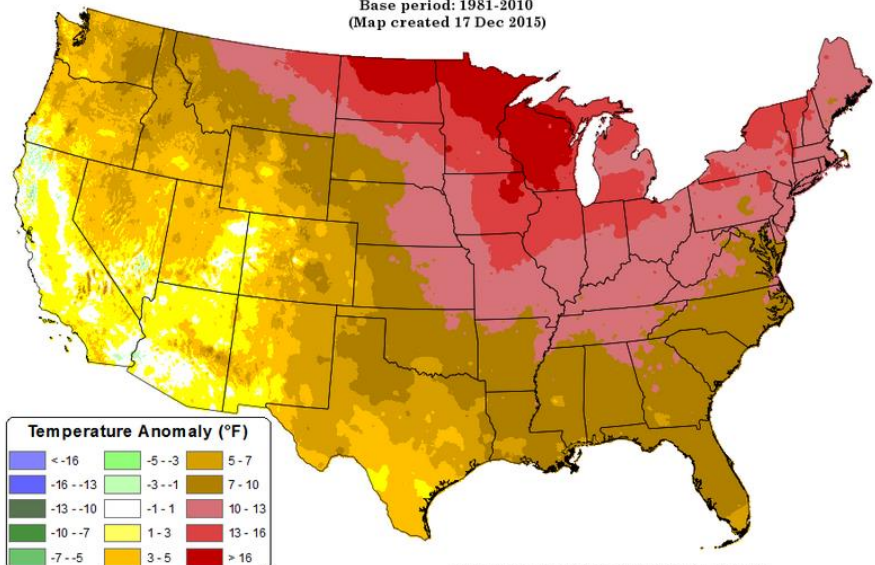 Base period: 1981-2010
(Map created 17 Dec 2015)
Temperature Anomaly (°F)
< -16
-16 - -13
-13 - -10
-10 - -7
-7 - -5
-5 - -3
-3 - -1
-1 - 1
1 - 3
3 - 5
5 - 7
7 - 10
10 - 13
13 - 16
> 16